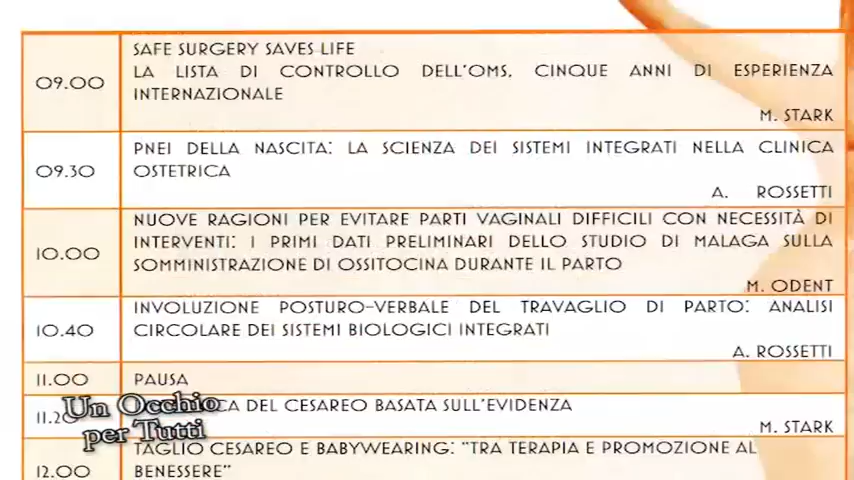 09.00
SAFE SURGERY SAVES LIFE
LA LISTA DI CONTROLLO DELL'OMS, CINQUE ANNI DI ESPERIENZA
INTERNAZIONALE
M. STARK
09.30
PNEI DELLA NASCITA: LA SCIENZA DEI SISTEMI INTEGRATI NELLA CLINICA
OSTETRICA
A. ROSSETTI
10.00
NUOVE RAGIONI PER EVITARE PARTI VAGINALI DIFFICILI CON NECESSITÀ DI
INTERVENTI: I PRIMI DATI PRELIMINARI DELLO STUDIO DI MALAGA SULLA
SOMMINISTRAZIONE DI OSSITOCINA DURANTE IL PARTO
M. ODENT
10.40
INVOLUZIONE POSTURO-VERBALE DEL TRAVAGLIO DI PARTO: ANALISI
CIRCOLARE DEI SISTEMI BIOLOGICI INTEGRATI
A. ROSSETTI
11.00
PAUSA
11.20
DEL CESAREO BASATA SULL'EVIDENZA
M. STARK
12.00
TAGLIO CESAREO E BABYWEARING: "TRA TERAPIA E PROMOZIONE AL
BENESSERE"
Un Occhio
per Tutti